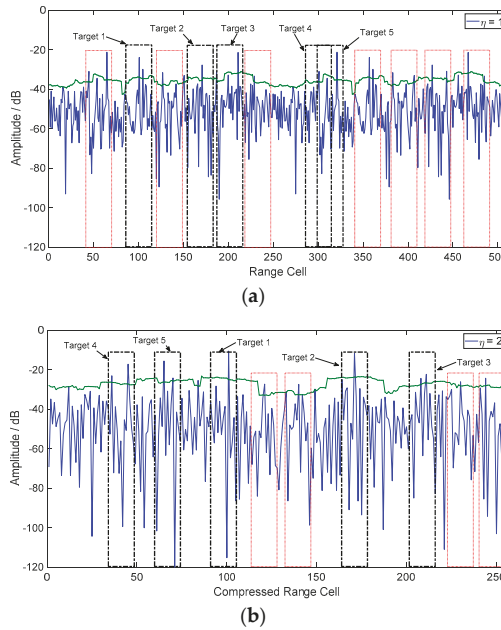 0
η = 1
Target 1
Target 2
Target 3
Target 4
Target 5
-20
-40
-60
-80
-100
-120
Amplitude / dB
0 50 100 150 200 250 300 350 400 450
Range Cell
(a)
0
η = 2
Target 4
Target 5
Target 1
Target 2
Target 3
-20
-40
-60
-80
-100
-120
Amplitude / dB
0 50 100 150 200
Compressed Range Cell
(b)